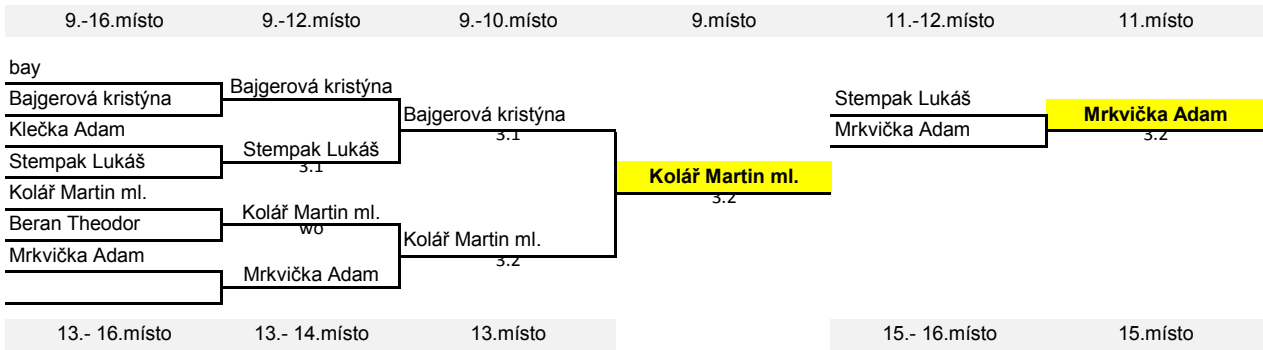 9.-16.místo 9.-12.místo 9.-10.místo 9.místo 11.-12.místo 11.místo
bay
Bajgerová kristýna
Bajgerová kristýna
Stempak Lukáš
Bajgerová kristýna
Mrkvička Adam
Klečka Adam
Mrkvička Adam
3.1
3.2
Stempak Lukáš
Stempak Lukáš
3.1
Kolář Martin ml.
Kolář Martin ml.
3.2
Kolář Martin ml.
Beran Theodor
wo
Kolář Martin ml.
Mrkvička Adam
3.2
Mrkvička Adam
13.- 16.místo 13.- 14.místo 13.místo 15.- 16.místo 15.místo